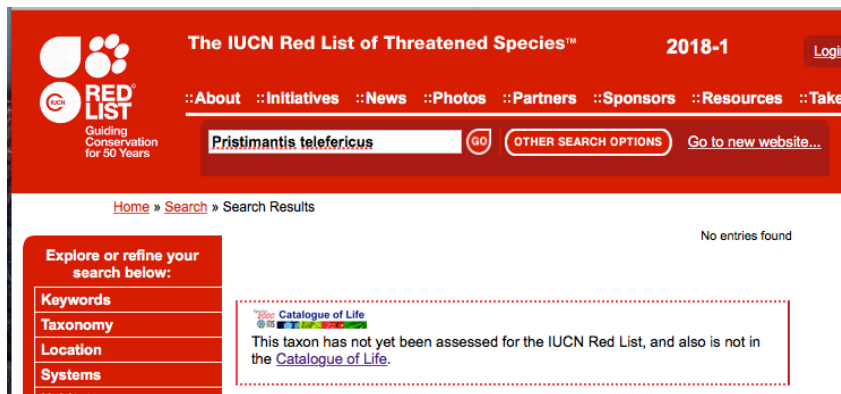 The IUCN Red List of Threatened Species™
2018-1
Login
IUCN
RED
LIST
Guiding
Conservation
for 50 Years
::About ::Initiatives ::News ::Photos ::Partners ::Sponsors ::Resources ::Take
Pristimantis telefericus
GO
OTHER SEARCH OPTIONS
Go to new website...
Home » Search » Search Results
No entries found
Explore or refine your
search below:
Keywords
Taxonomy
Location
Systems
Catalogue of Life
This taxon has not yet been assessed for the IUCN Red List, and also is not in
the Catalogue of Life.